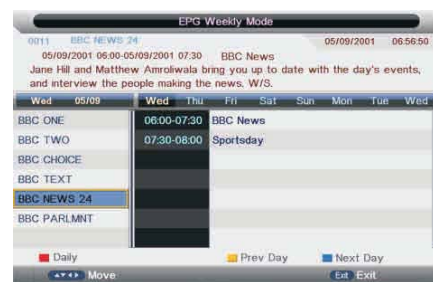 EPG Weekly Mode
0011 BBC NEWS 24 05/09/2001 06:56:50
05/09/2001 06:00-05/09/2001 07:30 BBC News
Jane Hill and Matthew Amroliwala bring you up to date with the day's events,
and interview the people making the news, W/S.
Wed 05/09 Wed Thu Fri Sat Sun Mon Tue Wed
BBC ONE 06:00-07:30 BBC News
BBC TWO 07:30-08:00 Sportsday
BBC CHOICE
BBC TEXT
BBC NEWS 24
BBC PARLMNT
Daily Prev Day Next Day
Move Exit Exit